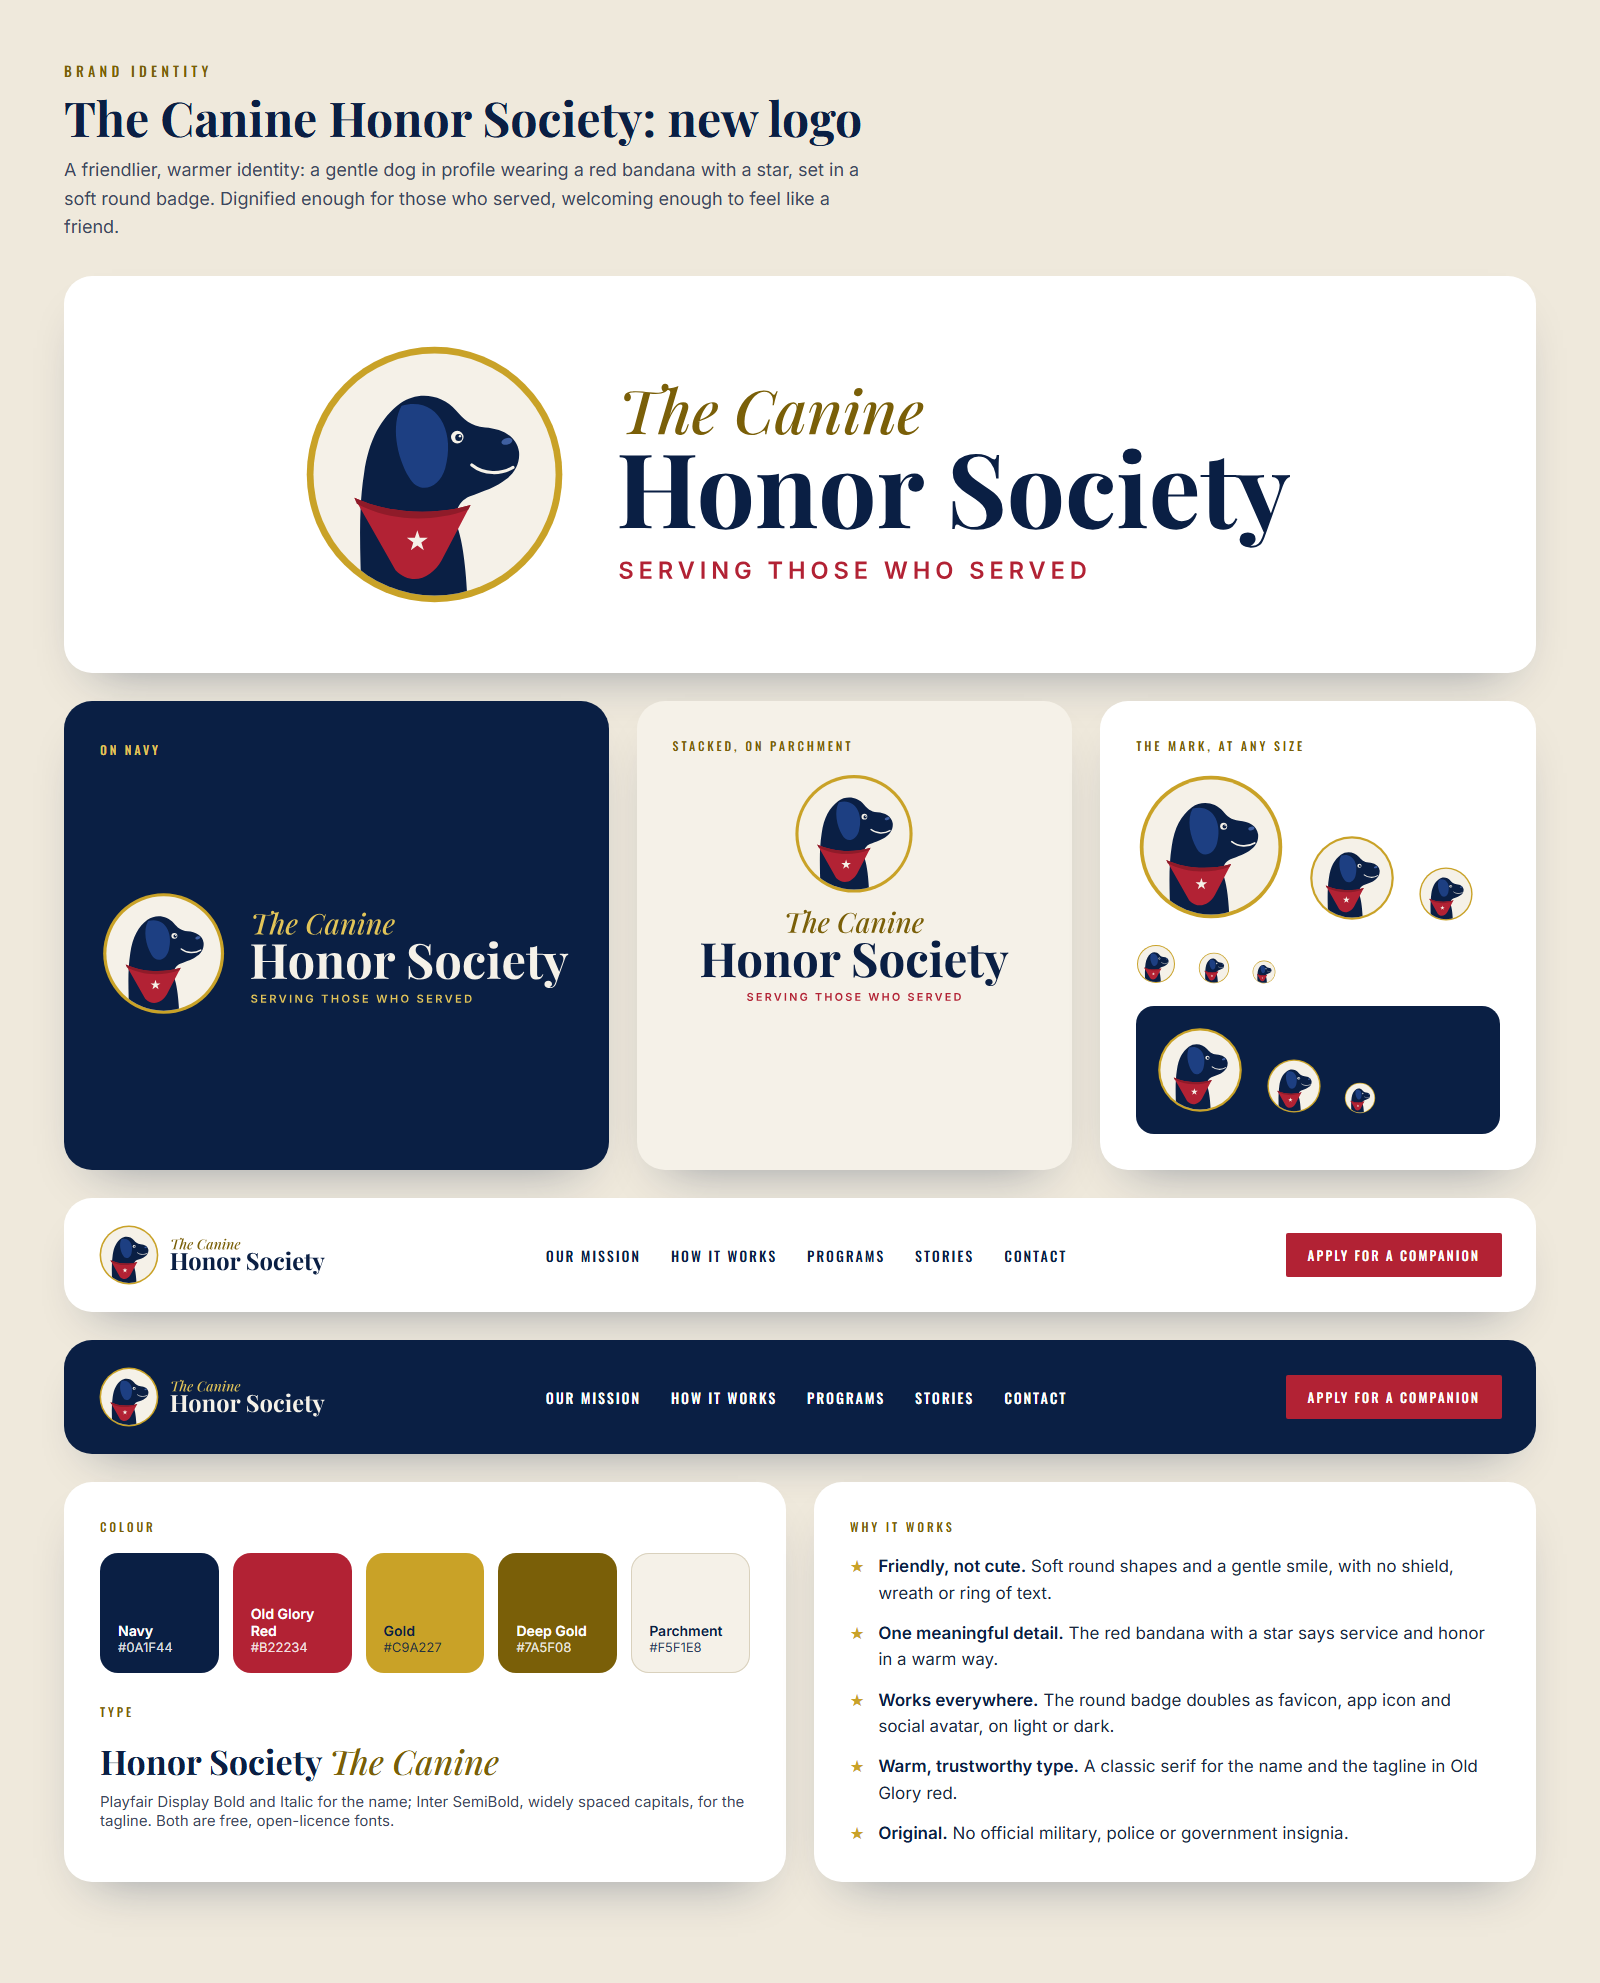 BRAND IDENTITY
The Canine Honor Society: new logo
A friendlier, warmer identity: a gentle dog in profile wearing a red bandana with a star, set in a
soft round badge. Dignified enough for those who served, welcoming enough to feel like a
friend.
The Canine
Honor Society
SERVING THOSE WHO SERVED
ON NAVY
The Canine
Honor Society
SERVING THOSE WHO SERVED
STACKED, ON PARCHMENT
The Canine
Honor Society
SERVING THOSE WHO SERVED
THE MARK, AT ANY SIZE
The Canine
Honor Society
OUR MISSION HOW IT WORKS PROGRAMS STORIES CONTACT
APPLY FOR A COMPANION
The Canine
Honor Society
OUR MISSION HOW IT WORKS PROGRAMS STORIES CONTACT
APPLY FOR A COMPANION
COLOUR
Navy
#0A1F44
Old Glory
Red
#B22234
Gold
#C9A227
Deep Gold
#7A5F08
Parchment
#F5F1E8
TYPE
Honor Society The Canine
Playfair Display Bold and Italic for the name; Inter SemiBold, widely spaced capitals, for the
tagline. Both are free, open-licence fonts.
WHY IT WORKS
★ Friendly, not cute. Soft round shapes and a gentle smile, with no shield,
wreath or ring of text.
★ One meaningful detail. The red bandana with a star says service and honor
in a warm way.
★ Works everywhere. The round badge doubles as favicon, app icon and
social avatar, on light or dark.
★ Warm, trustworthy type. A classic serif for the name and the tagline in Old
Glory red.
★ Original. No official military, police or government insignia.